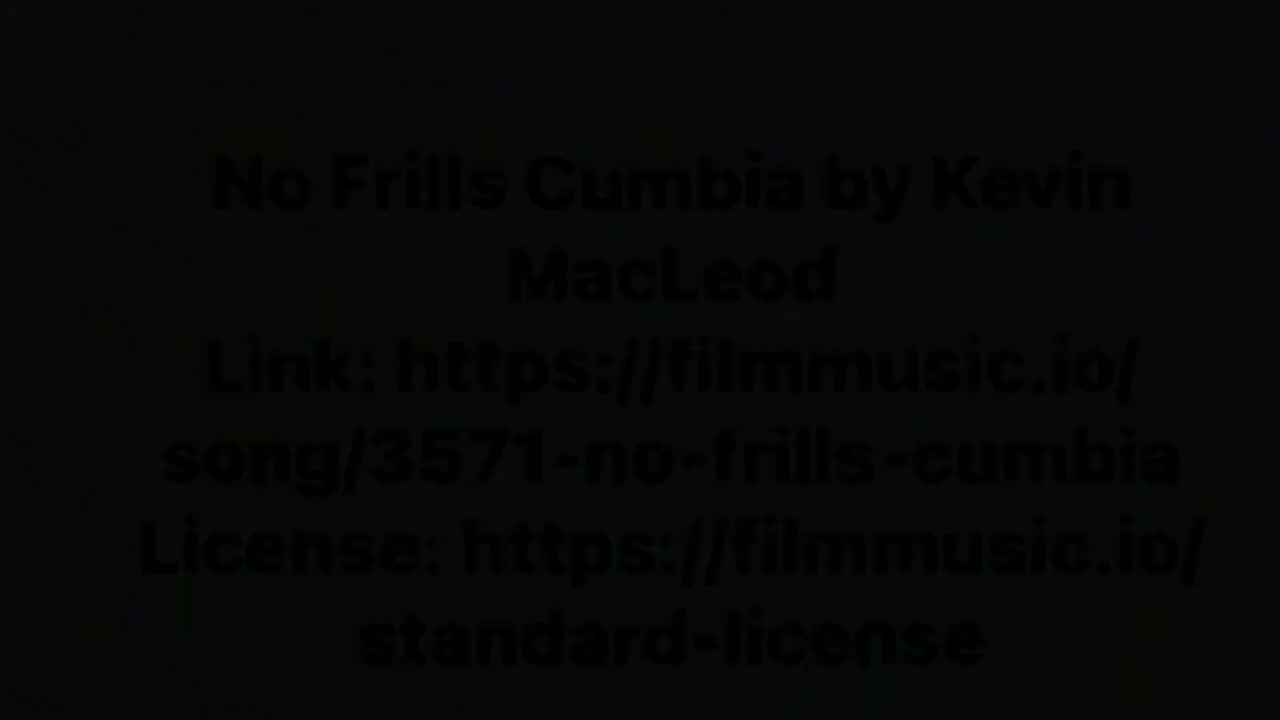 No Frills Cumbia by Kevin
MacLeod
Link: https://filmmusic.io/
song/3571-no-frills-cumbia
License: https://filmmusic.io/
standard-license